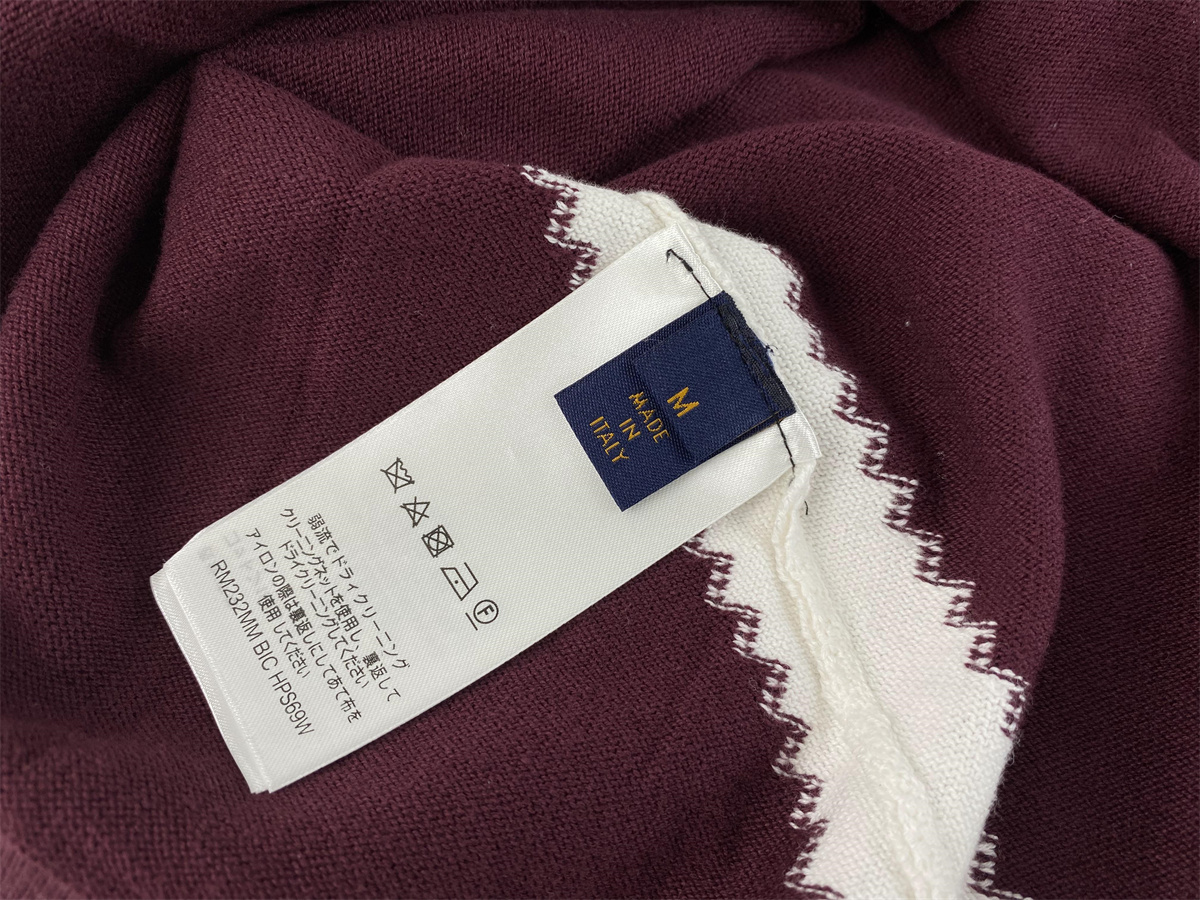 M
MADE
IN
ITALY
F
弱流でドライクリーニング
クリーニングネットを使用し、裏返して
ドライクリーニングしてください
アイロンの際は裏返しにしてあて布を
使用してください
RM232MM BIC HPS69W